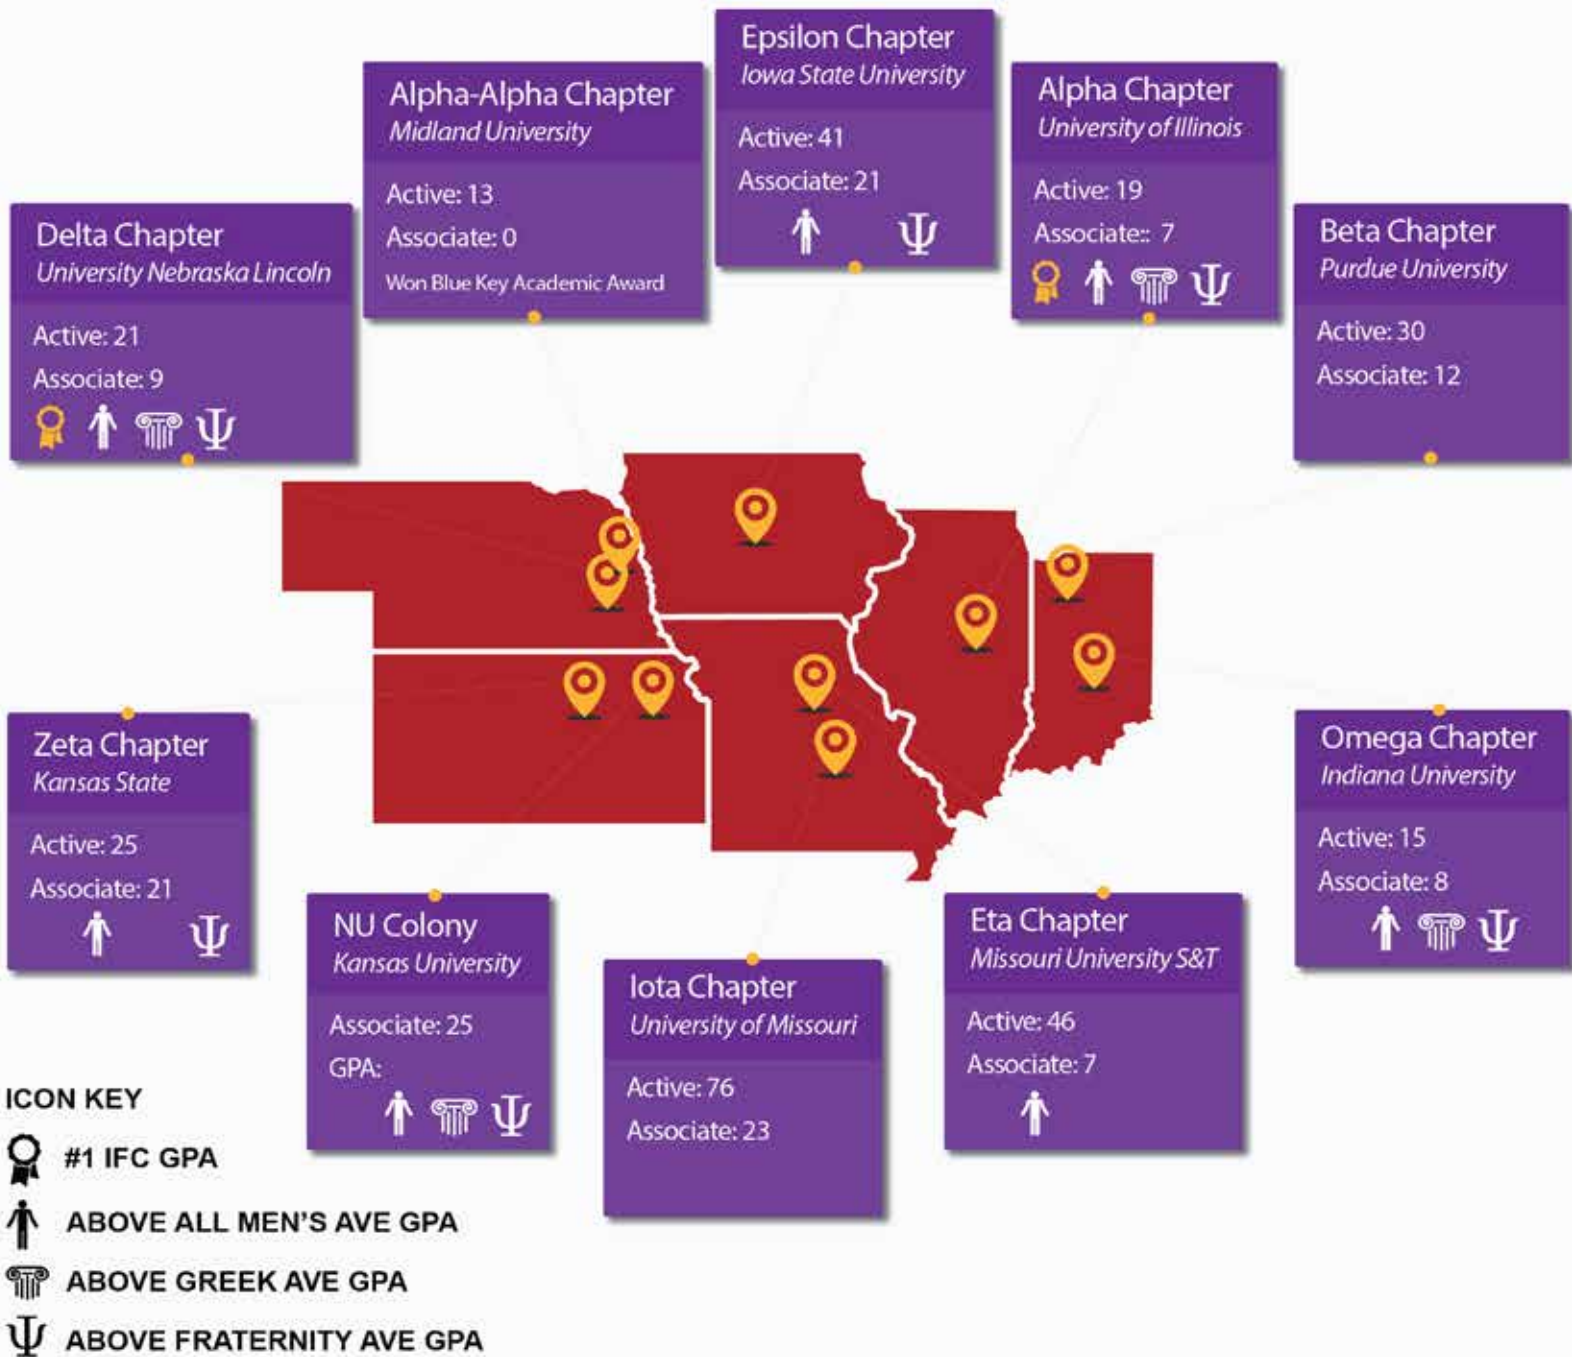 Epsilon Chapter
Iowa State University
Active: 41
Associate: 21
Ψ
Alpha-Alpha Chapter
Midland University
Active: 13
Associate: 0
Won Blue Key Academic Award
Alpha Chapter
University of Illinois
Active: 19
Associate:: 7
Ψ
Delta Chapter
University Nebraska Lincoln
Active: 21
Associate: 9
Ψ
Beta Chapter
Purdue University
Active: 30
Associate: 12
Zeta Chapter
Kansas State
Active: 25
Associate: 21
Ψ
NU Colony
Kansas University
Associate: 25
GPA:
Ψ
Iota Chapter
University of Missouri
Active: 76
Associate: 23
Eta Chapter
Missouri University S&T
Active: 46
Associate: 7
Omega Chapter
Indiana University
Active: 15
Associate: 8
Ψ
ICON KEY
#1 IFC GPA
ABOVE ALL MEN'S AVE GPA
ABOVE GREEK AVE GPA
Ψ ABOVE FRATERNITY AVE GPA